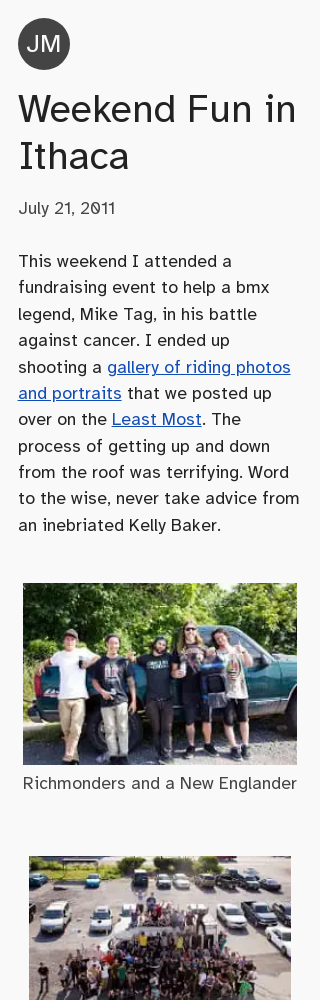 JM
Weekend Fun in
Ithaca
July 21, 2011
This weekend I attended a
fundraising event to help a bmx
legend, Mike Tag, in his battle
against cancer. I ended up
shooting a gallery of riding photos
and portraits that we posted up
over on the Least Most. The
process of getting up and down
from the roof was terrifying. Word
to the wise, never take advice from
an inebriated Kelly Baker.
Richmonders and a New Englander